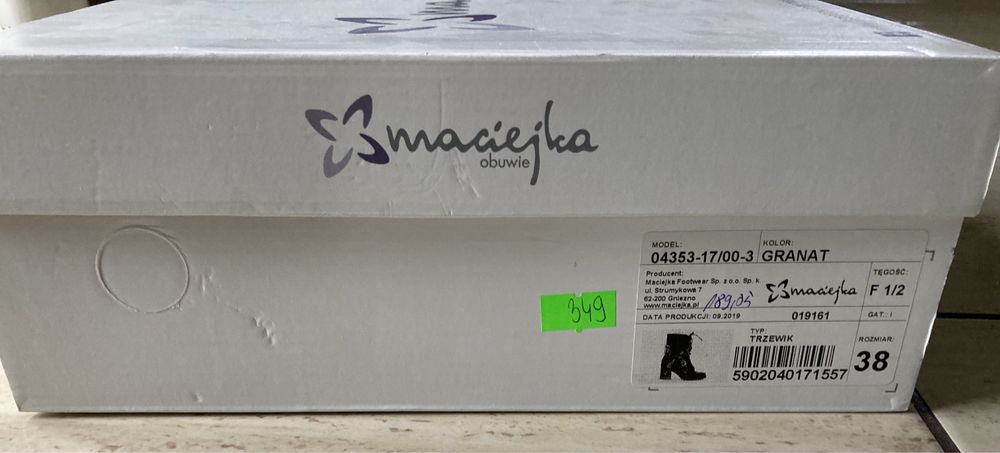 maciejka
obuwie
349
MODEL:
04353-17/00-3
KOLOR:
GRANAT
Producent:
Maciejka Footwear Sp. z o.o. Sp. k
ul. Strumykowa 7
62-200 Gniezno
www.maciejka.pl
189,05
maciejka
TĘGOŚĆ:
F 1/2
DATA PRODUKCJI: 09.2019
019161
GAT.: I
TYP:
TRZEWIK
5902040171557
ROZMIAR:
38